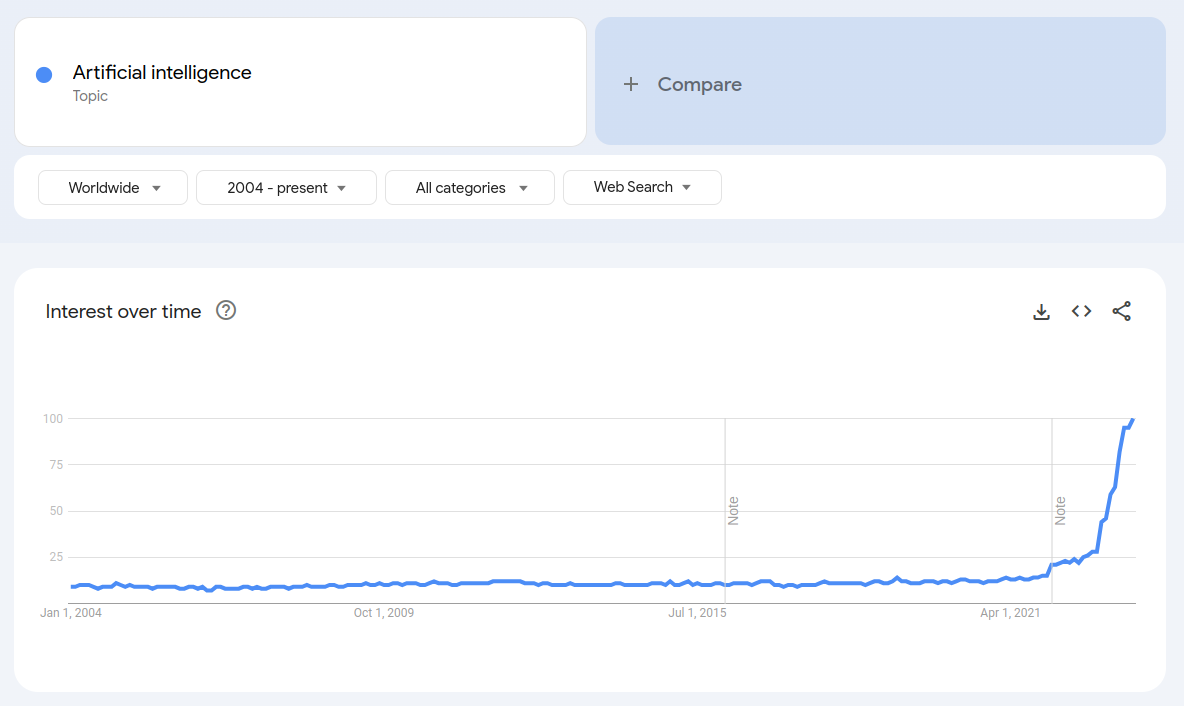 Artificial intelligence
Topic
+ Compare
Worldwide
2004 - present
All categories
Web Search
Interest over time
100
75
50
25
Note
Note
Jan 1, 2004
Oct 1, 2009
Jul 1, 2015
Apr 1, 2021